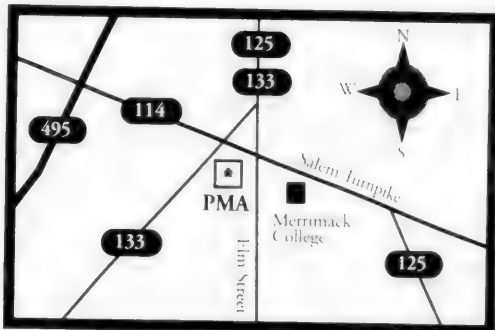 125
N
133
W
E
114
495
S
Salem Turnpike
PMA
Merrimack
College
133
Elm Street
125